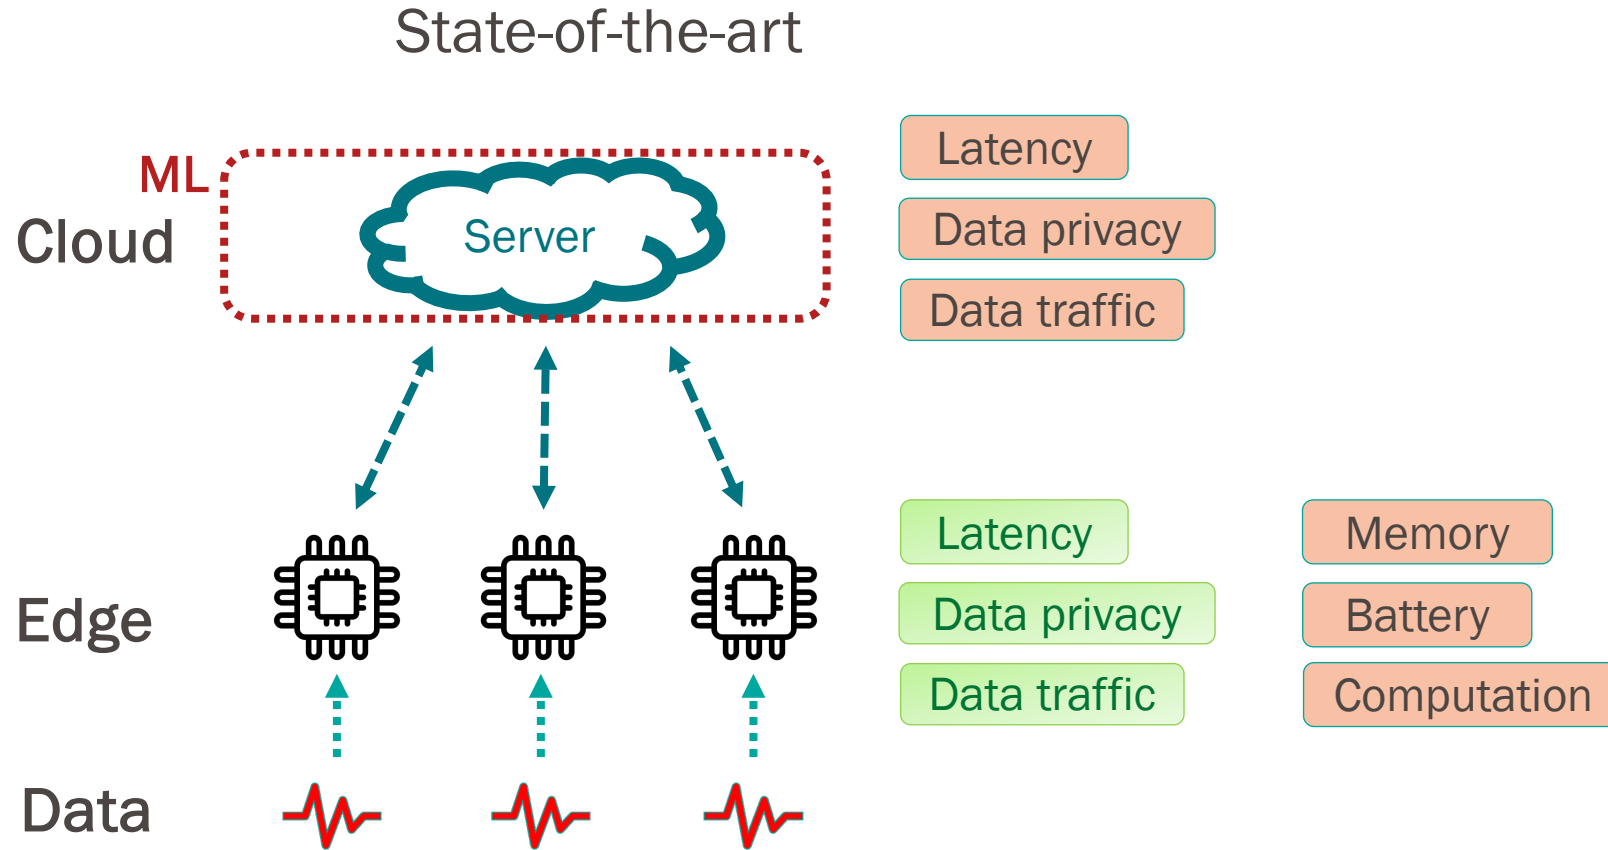 State-of-the-art
ML
Cloud
Server
Latency
Data privacy
Data traffic
Edge
Latency
Data privacy
Data traffic
Memory
Battery
Computation
Data